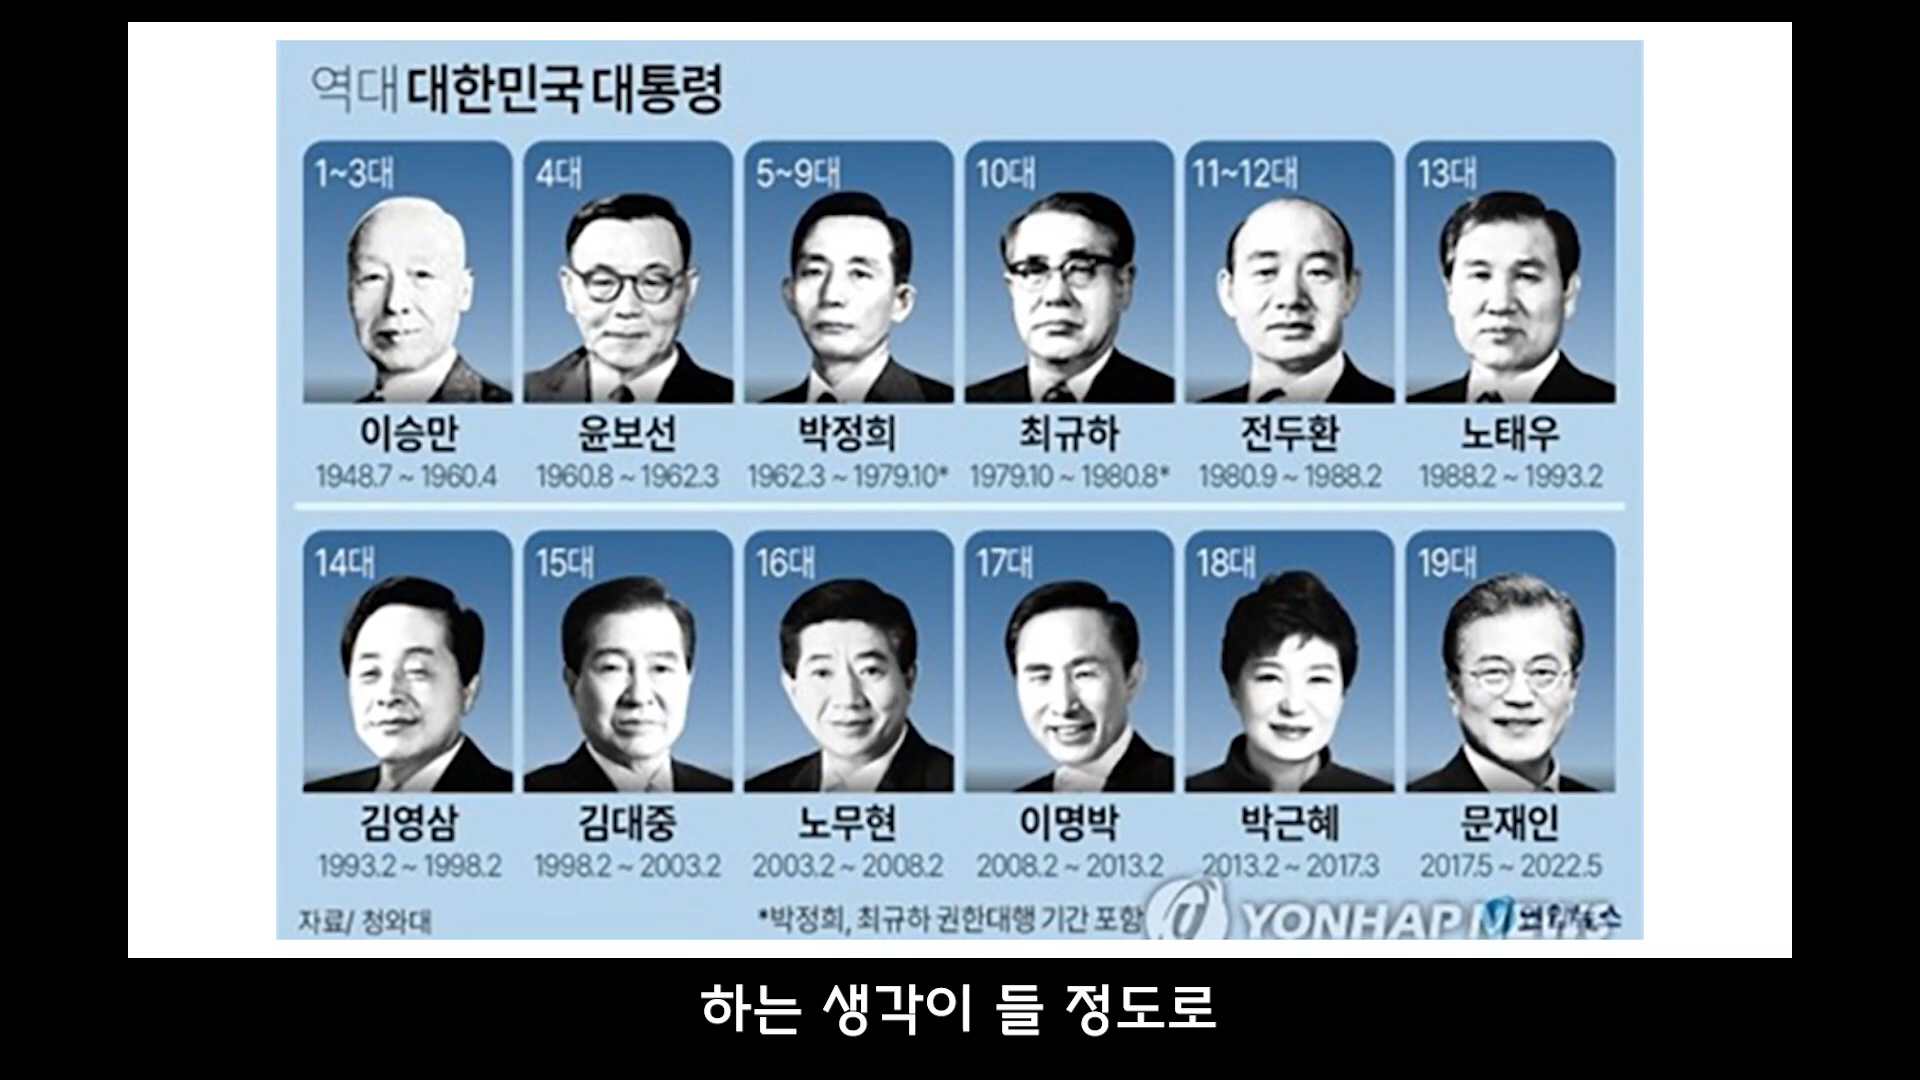 역대 대한민국 대통령
1~3대 4대 5~9대 10대 11~12대 13대
이승만 윤보선 박정희 최규하 전두환 노태우
1948.7 ~ 1960.4 1960.8 ~ 1962.3 1962.3 ~ 1979.10* 1979.10 ~ 1980.8* 1980.9 ~ 1988.2 1988.2 ~ 1993.2
14대 15대 16대 17대 18대 19대
김영삼 김대중 노무현 이명박 박근혜 문재인
1993.2 ~ 1998.2 1998.2 ~ 2003.2 2003.2 ~ 2008.2 2008.2 ~ 2013.2 2013.2 ~ 2017.3 2017.5 ~ 2022.5
자료/ 청와대 *박정희, 최규하 권한대행 기간 포함 YONHAP NEWS
하는 생각이 들 정도로